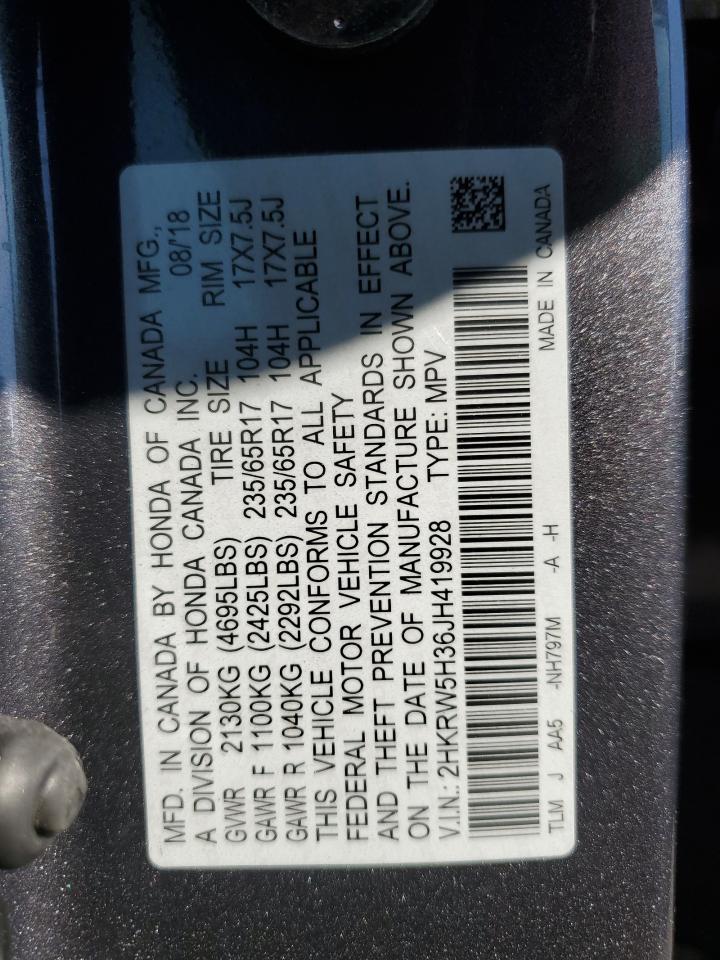 MFD. IN CANADA BY HONDA OF CANADA MFG.,
A DIVISION OF HONDA CANADA INC. 08/'18
GVWR 2130KG (4695LBS) TIRE SIZE RIM SIZE
GAWR F 1100KG (2425LBS) 235/65R17 104H 17X7.5J
GAWR R 1040KG (2292LBS) 235/65R17 104H 17X7.5J
THIS VEHICLE CONFORMS TO ALL APPLICABLE
FEDERAL MOTOR VEHICLE SAFETY
AND THEFT PREVENTION STANDARDS IN EFFECT
ON THE DATE OF MANUFACTURE SHOWN ABOVE.
V.I.N.: 2HKRW5H36JH419928 TYPE: MPV
TLM J AA5 -NH797M -A -H MADE IN CANADA